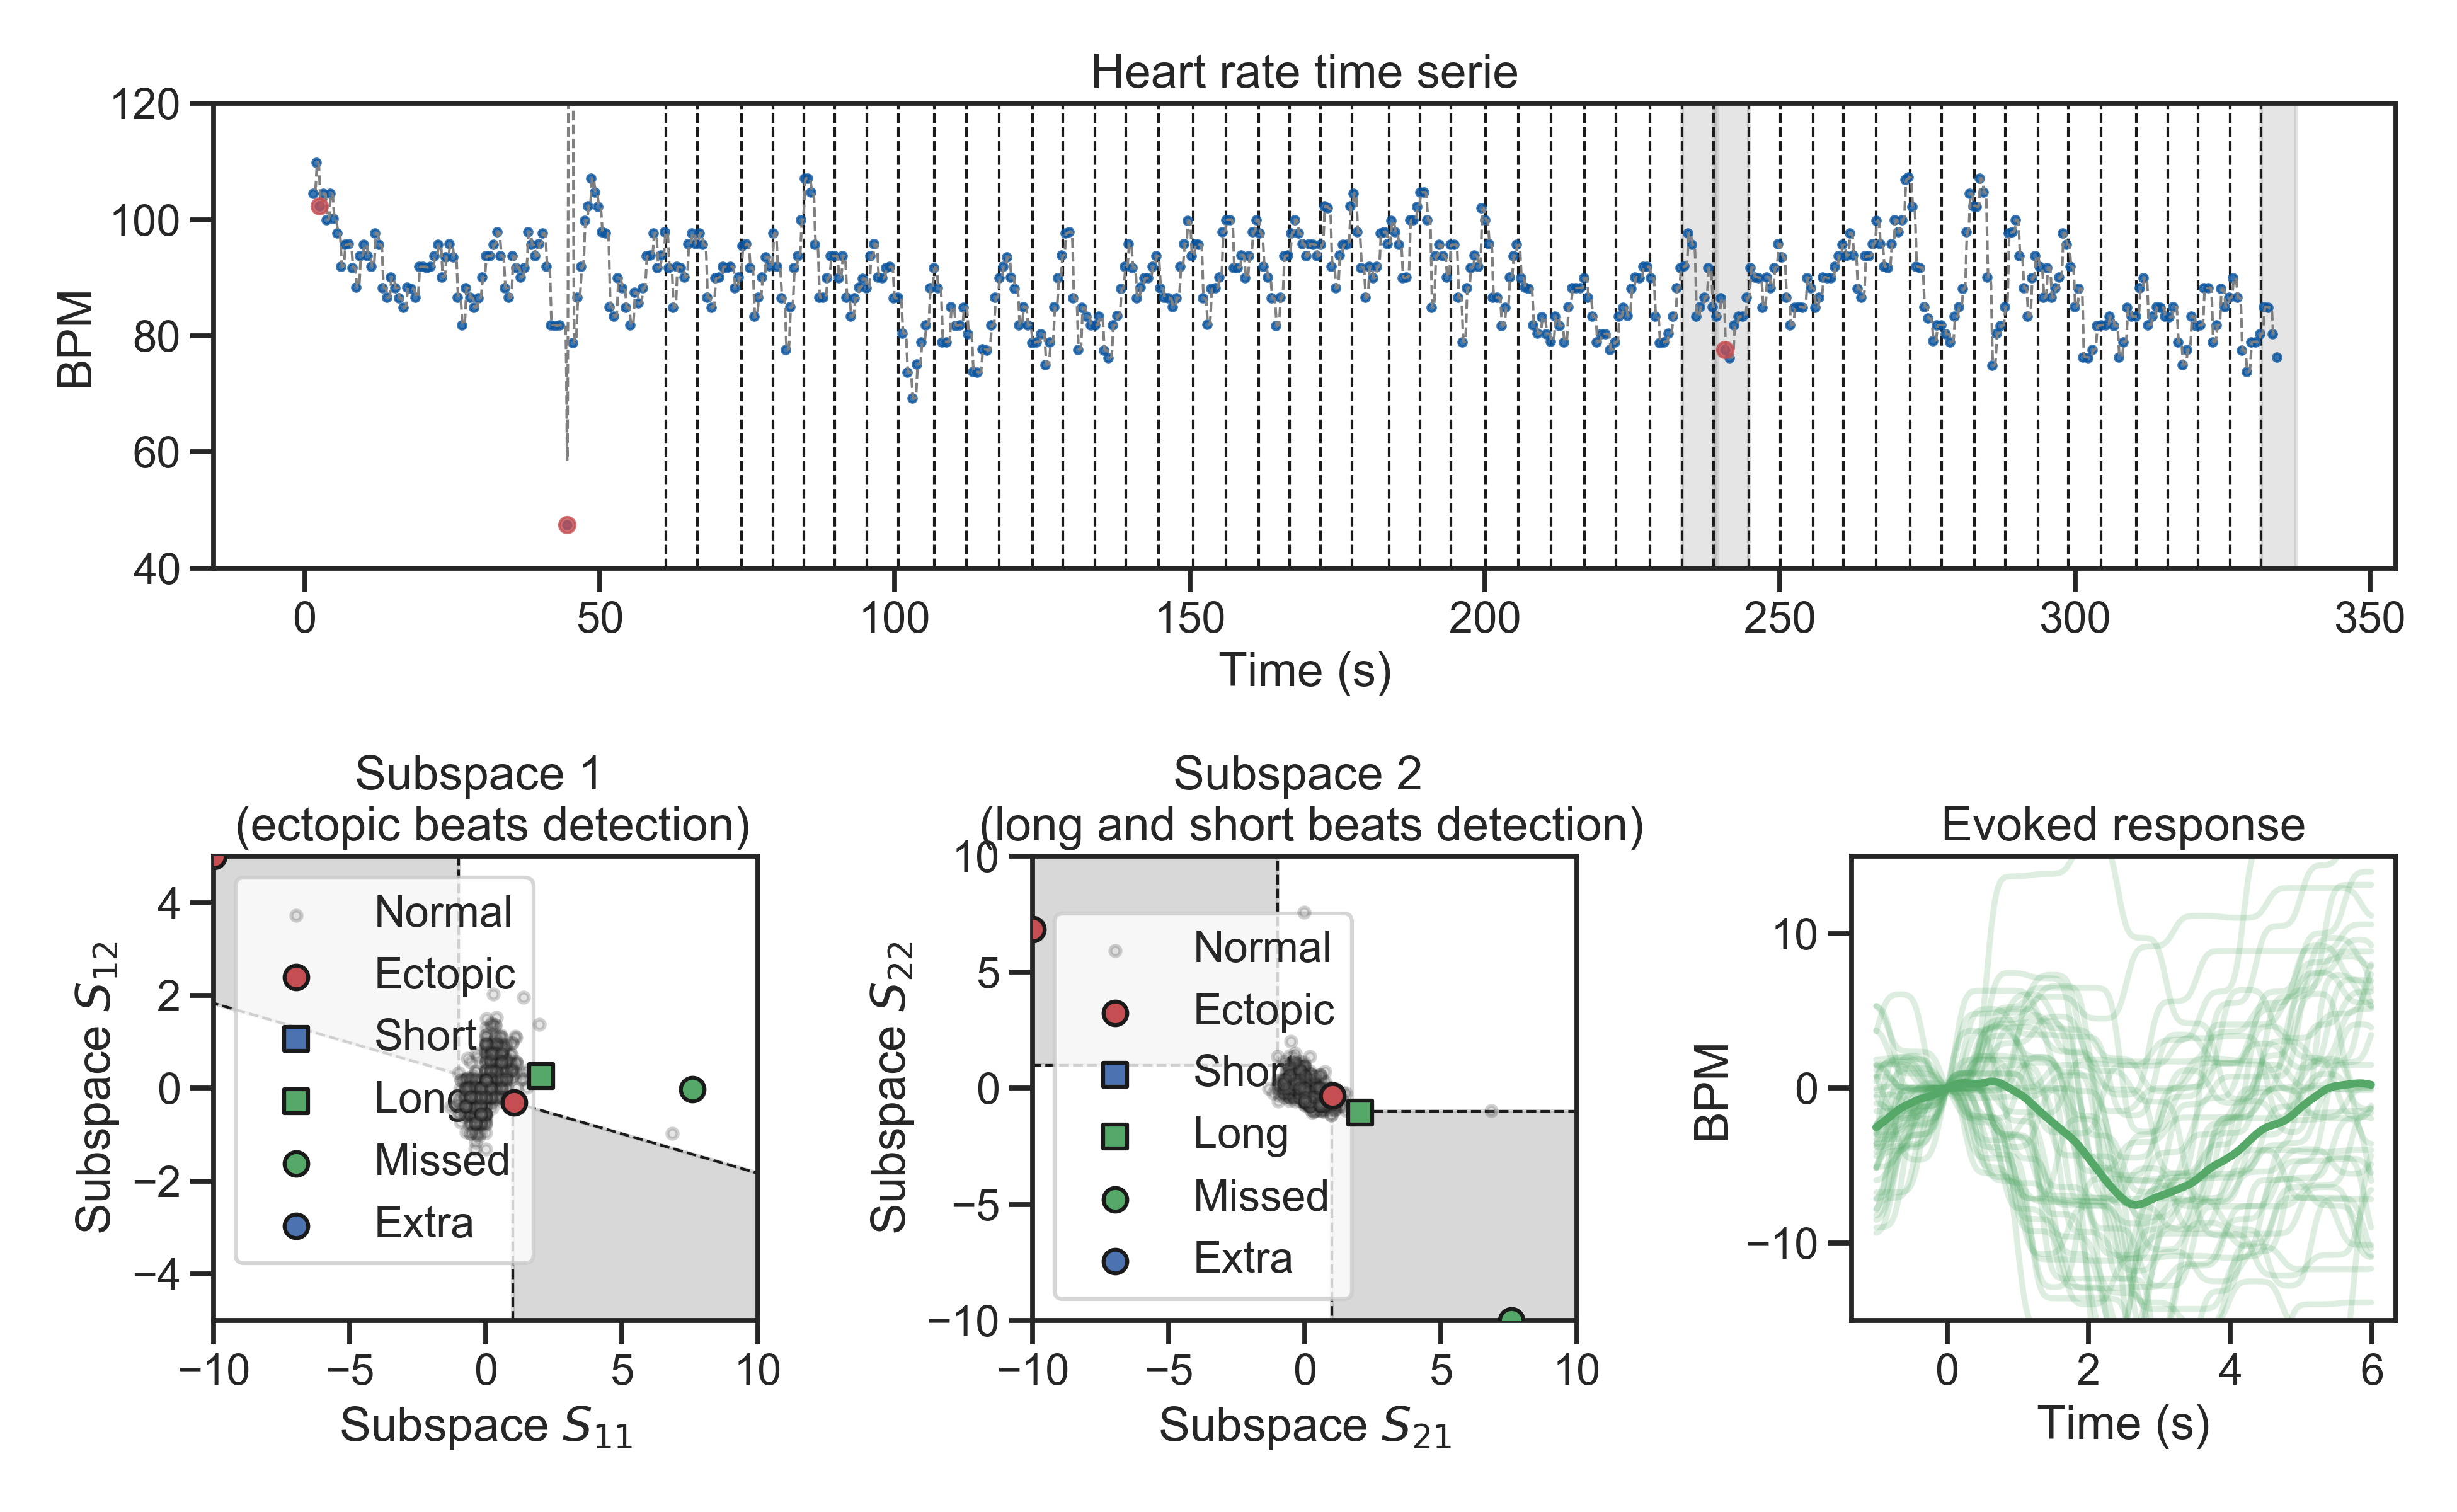 Heart rate time serie
BPM
120
100
80
60
40
0 50 100 150 200 250 300 350
Time (s)
Subspace 1
(ectopic beats detection)
Subspace S12
4
2
0
−2
−4
Normal
Ectopic
Short
Long
Missed
Extra
−10 −5 0 5 10
Subspace S11
Subspace 2
(long and short beats detection)
Subspace S22
10
5
0
−5
−10
Normal
Ectopic
Short
Long
Missed
Extra
−10 −5 0 5 10
Subspace S21
Evoked response
BPM
10
0
−10
0 2 4 6
Time (s)